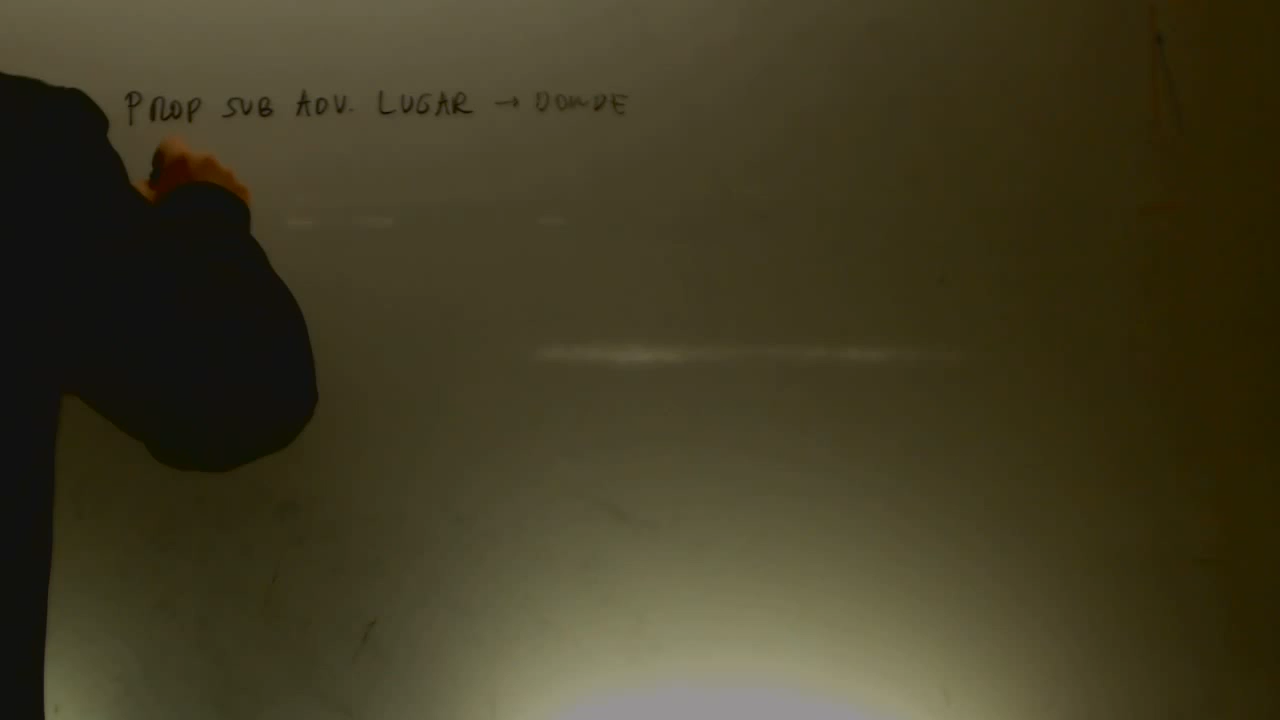 PROP SUB ADV. LUGAR → DONDE